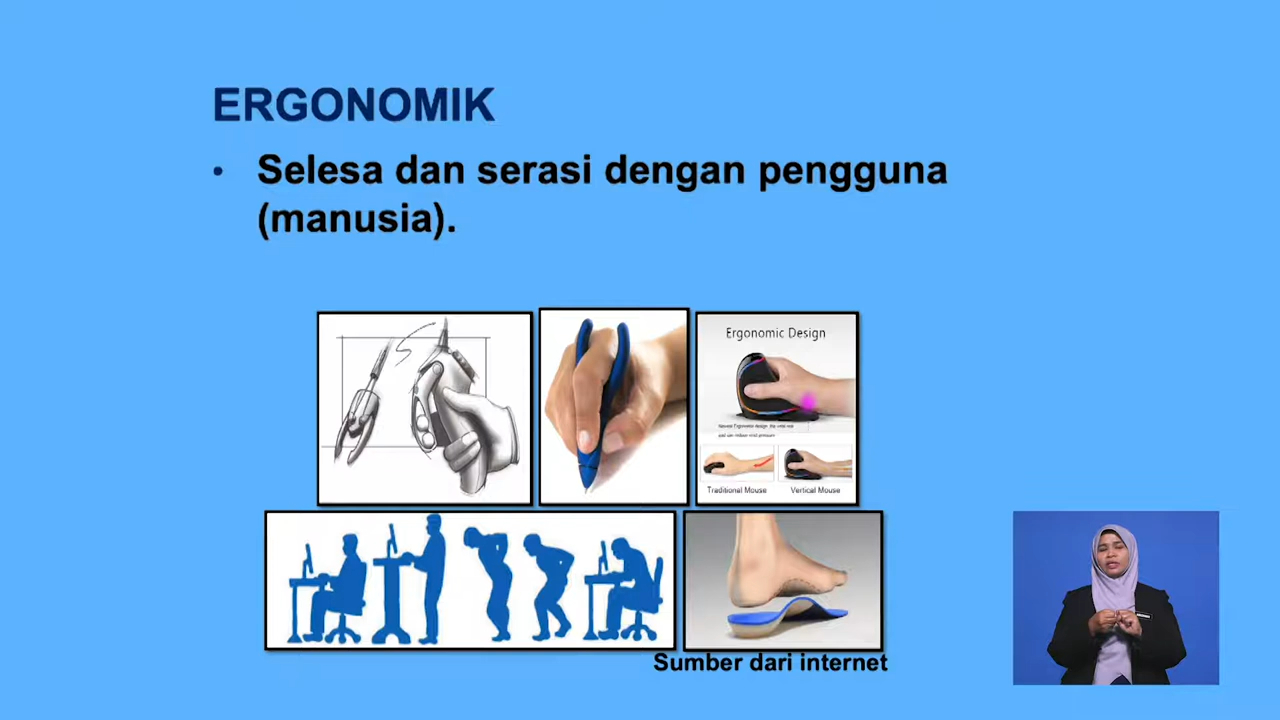 ERGONOMIK
• Selesa dan serasi dengan pengguna
(manusia).
Ergonomic Design
Traditional Mouse
Vertical Mouse
Sumber dari internet